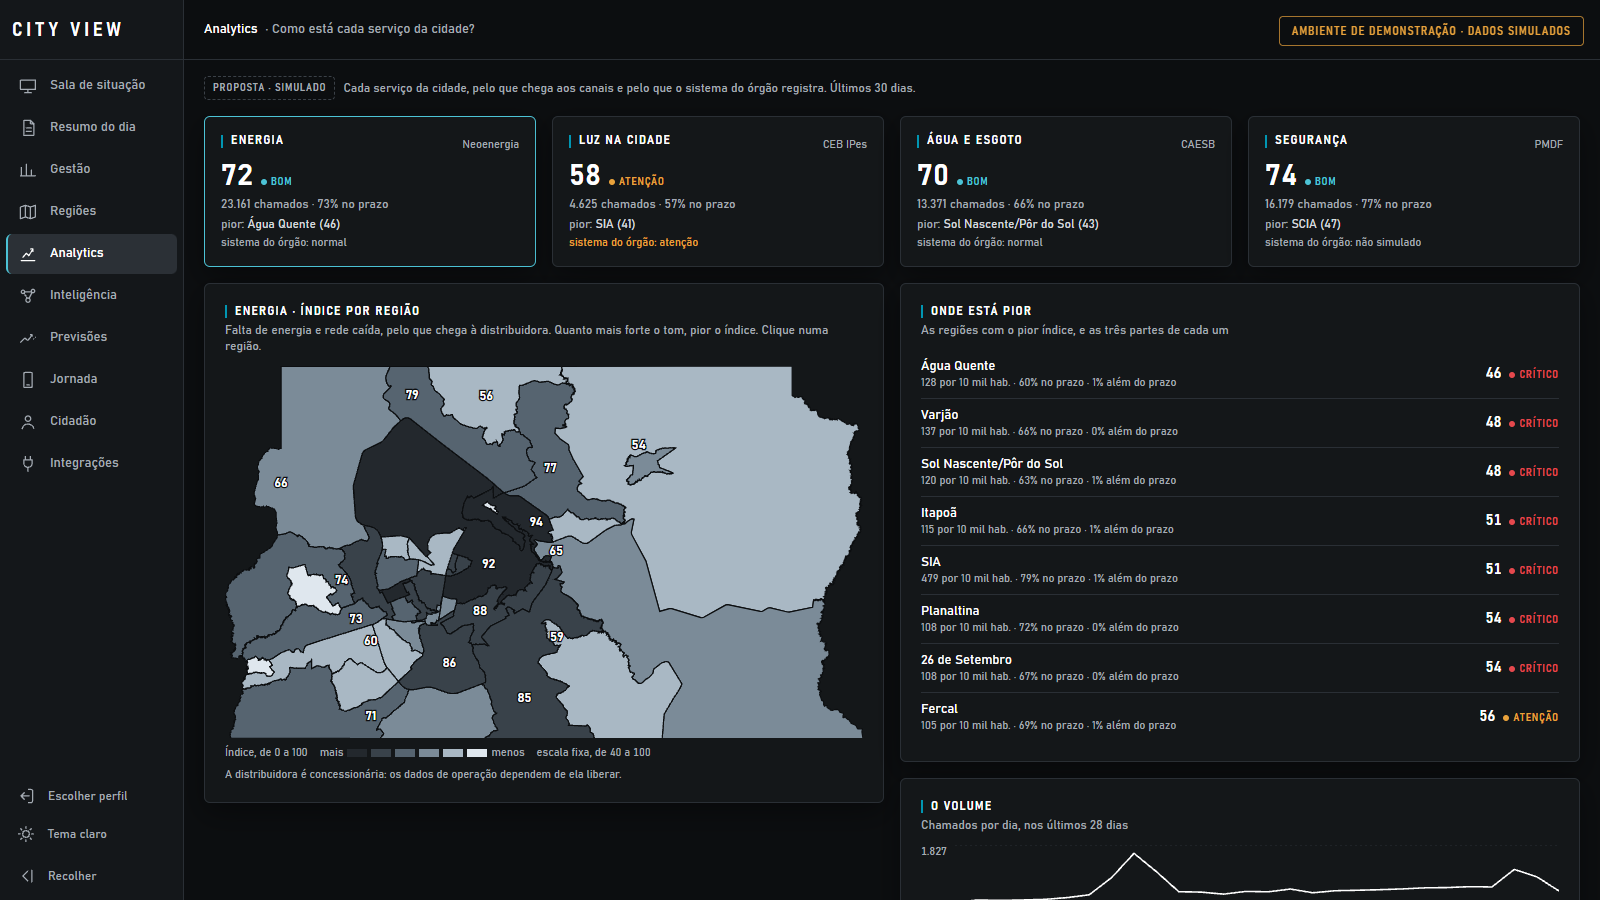 CITY VIEW
Sala de situação
Resumo do dia
Gestão
Regiões
Analytics
Inteligência
Previsões
Jornada
Cidadão
Integrações
Escolher perfil
Tema claro
Recolher
Analytics · Como está cada serviço da cidade?
AMBIENTE DE DEMONSTRAÇÃO · DADOS SIMULADOS
PROPOSTA · SIMULADO Cada serviço da cidade, pelo que chega aos canais e pelo que o sistema do órgão registra. Últimos 30 dias.
ENERGIA
Neoenergia
72 BOM
23.161 chamados · 73% no prazo
pior: Água Quente (46)
sistema do órgão: normal
LUZ NA CIDADE
CEB IPes
58 ATENÇÃO
4.625 chamados · 57% no prazo
pior: SIA (41)
sistema do órgão: atenção
ÁGUA E ESGOTO
CAESB
70 BOM
13.371 chamados · 66% no prazo
pior: Sol Nascente/Pôr do Sol (43)
sistema do órgão: normal
SEGURANÇA
PMDF
74 BOM
16.179 chamados · 77% no prazo
pior: SCIA (47)
sistema do órgão: não simulado
ENERGIA · ÍNDICE POR REGIÃO
Falta de energia e rede caída, pelo que chega à distribuidora. Quanto mais forte o tom, pior o índice. Clique numa
região.
79
56
54
77
66
94
65
92
74
88
73
59
60
86
85
71
Índice, de 0 a 100 mais menos escala fixa, de 40 a 100
A distribuidora é concessionária: os dados de operação dependem de ela liberar.
ONDE ESTÁ PIOR
As regiões com o pior índice, e as três partes de cada um
Água Quente
128 por 10 mil hab. · 60% no prazo · 1% além do prazo
46 CRÍTICO
Varjão
137 por 10 mil hab. · 66% no prazo · 0% além do prazo
48 CRÍTICO
Sol Nascente/Pôr do Sol
120 por 10 mil hab. · 63% no prazo · 1% além do prazo
48 CRÍTICO
Itapoã
115 por 10 mil hab. · 66% no prazo · 1% além do prazo
51 CRÍTICO
SIA
479 por 10 mil hab. · 79% no prazo · 1% além do prazo
51 CRÍTICO
Planaltina
108 por 10 mil hab. · 72% no prazo · 0% além do prazo
54 CRÍTICO
26 de Setembro
108 por 10 mil hab. · 67% no prazo · 0% além do prazo
54 CRÍTICO
Fercal
105 por 10 mil hab. · 69% no prazo · 1% além do prazo
56 ATENÇÃO
O VOLUME
Chamados por dia, nos últimos 28 dias
1.827